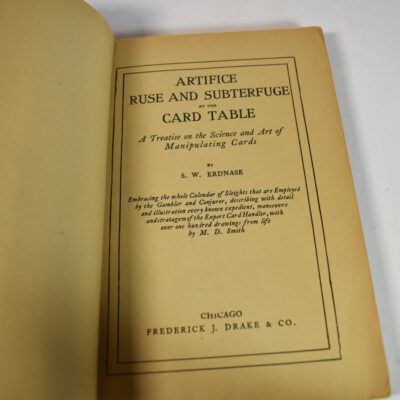 ARTIFICE
RUSE AND SUBTERFUGE
AT THE
CARD TABLE
A Treatise on the Science and Art of
Manipulating Cards
BY
S. W. ERDNASE
Embracing the whole Calendar of Sleights that are Employed
by the Gambler and Conjurer, describing with detail
and illustration every known expedient, manoeuvre
and stratagem of the Expert Card Handler, with
over one hundred drawings from life
by M. D. Smith
CHICAGO
FREDERICK J. DRAKE & CO.